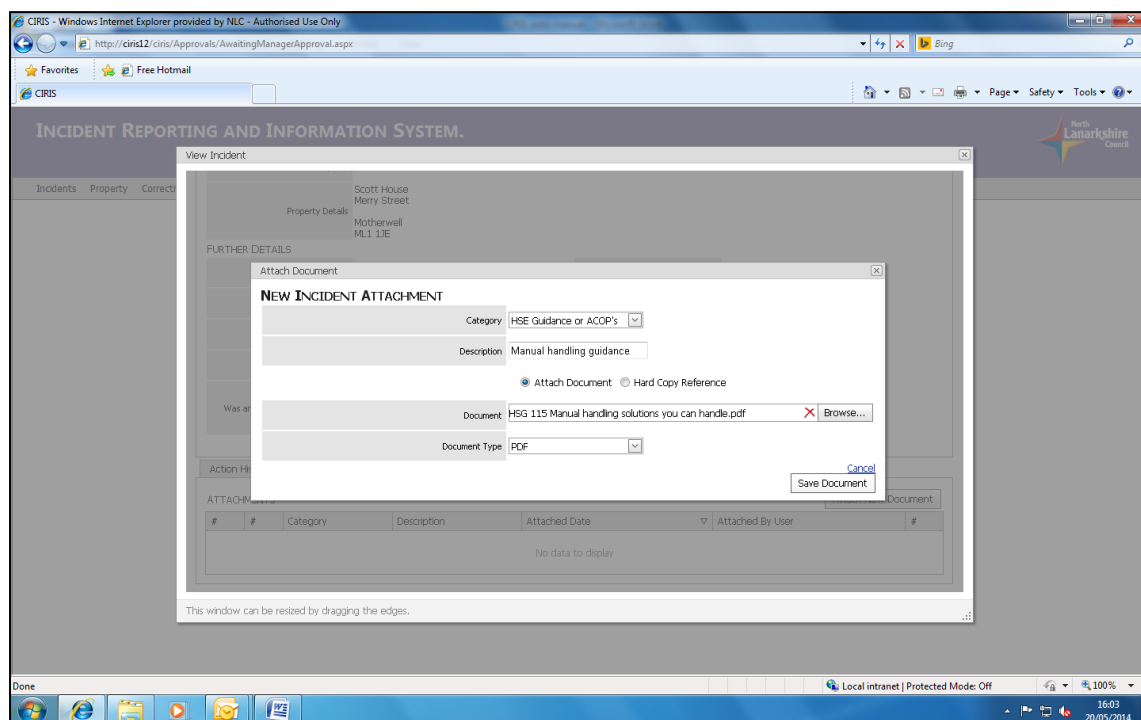 CIRIS - Windows Internet Explorer provided by NLC - Authorised Use Only
http://ciris12/ciris/Approvals/AwaitingManagerApproval.aspx
Bing
Favorites Free Hotmail
CIRIS
Page Safety Tools
INCIDENT REPORTING AND INFORMATION SYSTEM.
North
Lanarkshire
Council
View Incident
Incidents Property
Scott House
Merry Street
Property Details
Motherwell
ML1 1JE
FURTHER DETAILS
Attach Document
NEW INCIDENT ATTACHMENT
Category HSE Guidance or ACOP's
Description Manual handling guidance
Attach Document Hard Copy Reference
Was
Document HSG 115 Manual handling solutions you can handle.pdf Browse...
Document Type PDF
Cancel
Action
Save Document
Document
# # Category Description Attached Date Attached By User #
No data to display
This window can be resized by dragging the edges.
Done
Local intranet | Protected Mode: Off
100%
16:03
20/05/2014